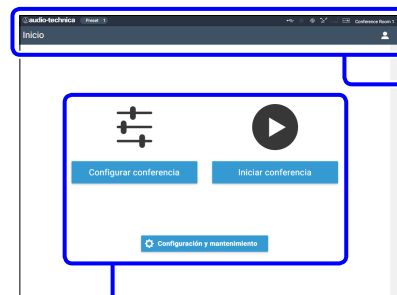 audio-technica Preset 1 Conference Room 1
Inicio
Configurar conferencia Iniciar conferencia
Configuración y mantenimiento